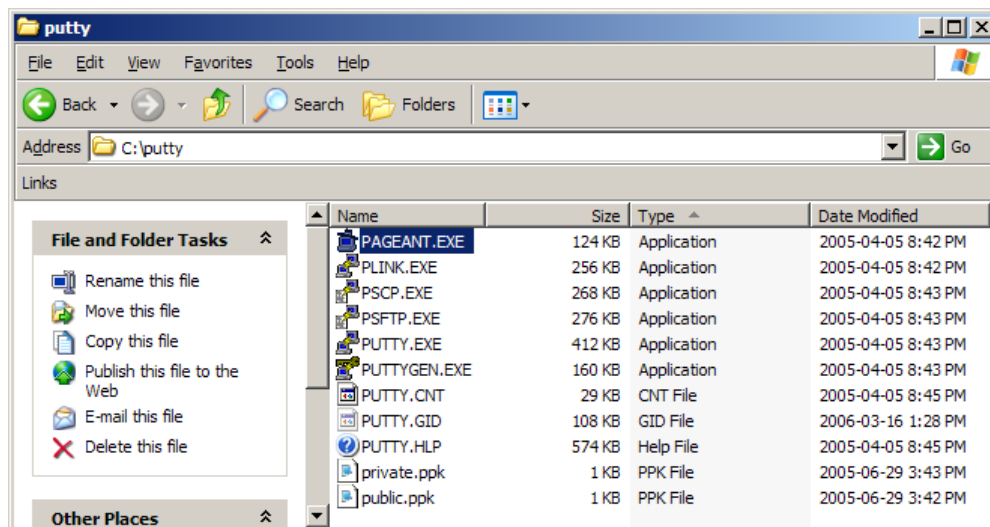 putty
File Edit View Favorites Tools Help
Back Search Folders
Address C:\putty Go
Links
File and Folder Tasks
Rename this file
Move this file
Copy this file
Publish this file to the
Web
E-mail this file
Delete this file
Other Places
Name Size Type Date Modified
PAGEANT.EXE 124 KB Application 2005-04-05 8:42 PM
PLINK.EXE 256 KB Application 2005-04-05 8:42 PM
PSCP.EXE 268 KB Application 2005-04-05 8:43 PM
PSFTP.EXE 276 KB Application 2005-04-05 8:43 PM
PUTTY.EXE 412 KB Application 2005-04-05 8:43 PM
PUTTYGEN.EXE 160 KB Application 2005-04-05 8:43 PM
PUTTY.CNT 29 KB CNT File 2005-04-05 8:45 PM
PUTTY.GID 108 KB GID File 2006-03-16 1:28 PM
PUTTY.HLP 574 KB Help File 2005-04-05 8:45 PM
private.ppk 1 KB PPK File 2005-06-29 3:43 PM
public.ppk 1 KB PPK File 2005-06-29 3:42 PM